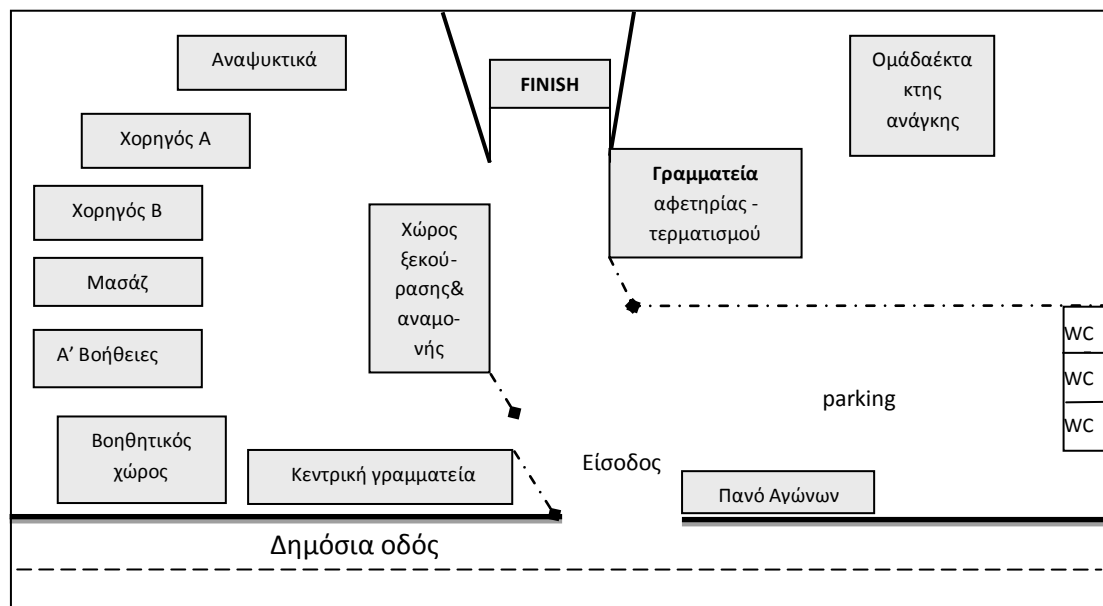 Αναψυκτικά
FINISH
Ομάδαέκτα
κτης
ανάγκης
Χορηγός Α
Γραμματεία
αφετηρίας -
τερματισμού
Χορηγός Β
Χώρος
ξεκού-
ρασης&
αναμο-
νής
Μασάζ
Α’ Βοήθειες
WC
WC
WC
parking
Βοηθητικός
χώρος
Κεντρική γραμματεία
Είσοδος
Πανό Αγώνων
Δημόσια οδός